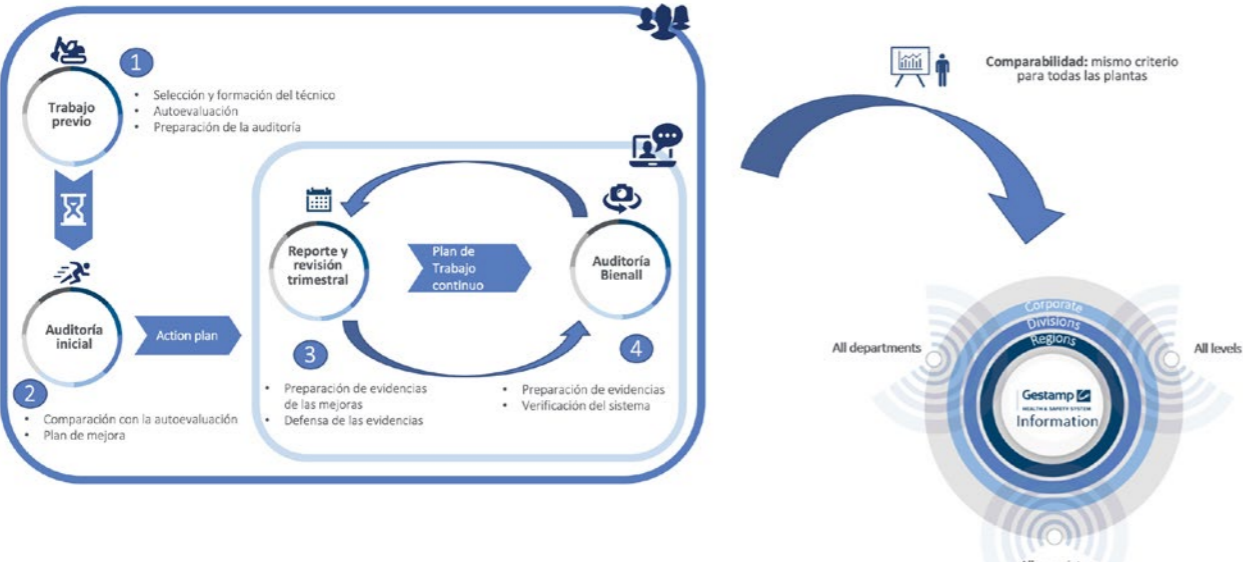 1
Trabajo
previo
• Selección y formación del técnico
• Autoevaluación
• Preparación de la auditoría
Auditoría
inicial
Action plan
2
• Comparación con la autoevaluación
• Plan de mejora
Reporte y
revisión
trimestral
Plan de
Trabajo
continuo
Auditoría
Bienall
3
• Preparación de evidencias
de las mejoras
• Defensa de las evidencias
4
• Preparación de evidencias
• Verificación del sistema
Comparabilidad: mismo criterio
para todas las plantas
Corporate
Divisions
Regions
All departments
All levels
Gestamp
HEALTH & SAFETY SYSTEM
Information